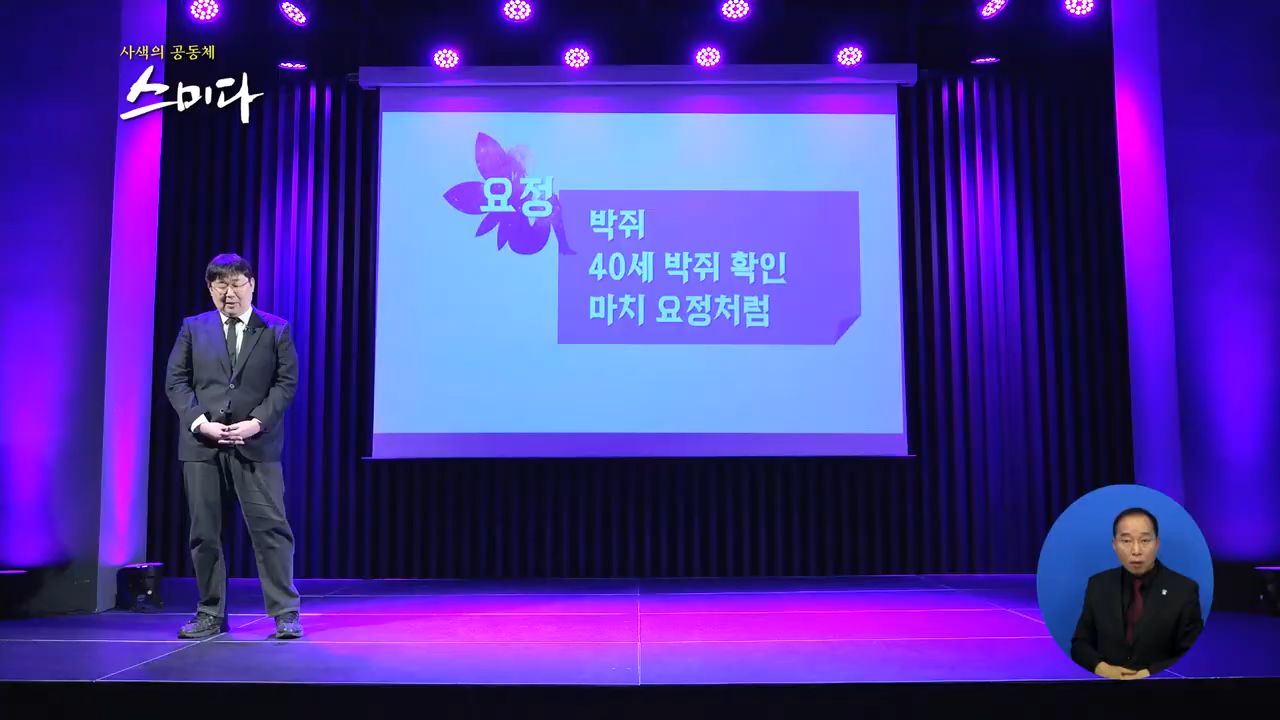 사색의 공동체
스미다
요정
박쥐
40세 박쥐 확인
마치 요정처럼